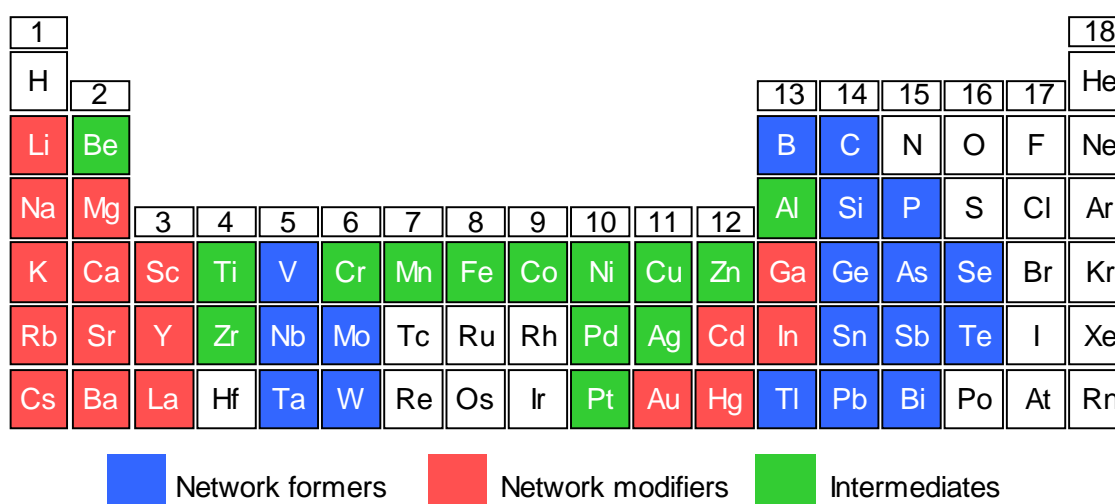 1 18
H He
2 13 14 15 16 17
Li Be B C N O F Ne
Na Mg Al Si P S Cl Ar
3 4 5 6 7 8 9 10 11 12
K Ca Sc Ti V Cr Mn Fe Co Ni Cu Zn Ga Ge As Se Br Kr
Rb Sr Y Zr Nb Mo Tc Ru Rh Pd Ag Cd In Sn Sb Te I Xe
Cs Ba La Hf Ta W Re Os Ir Pt Au Hg Tl Pb Bi Po At Rn
Network formers Network modifiers Intermediates